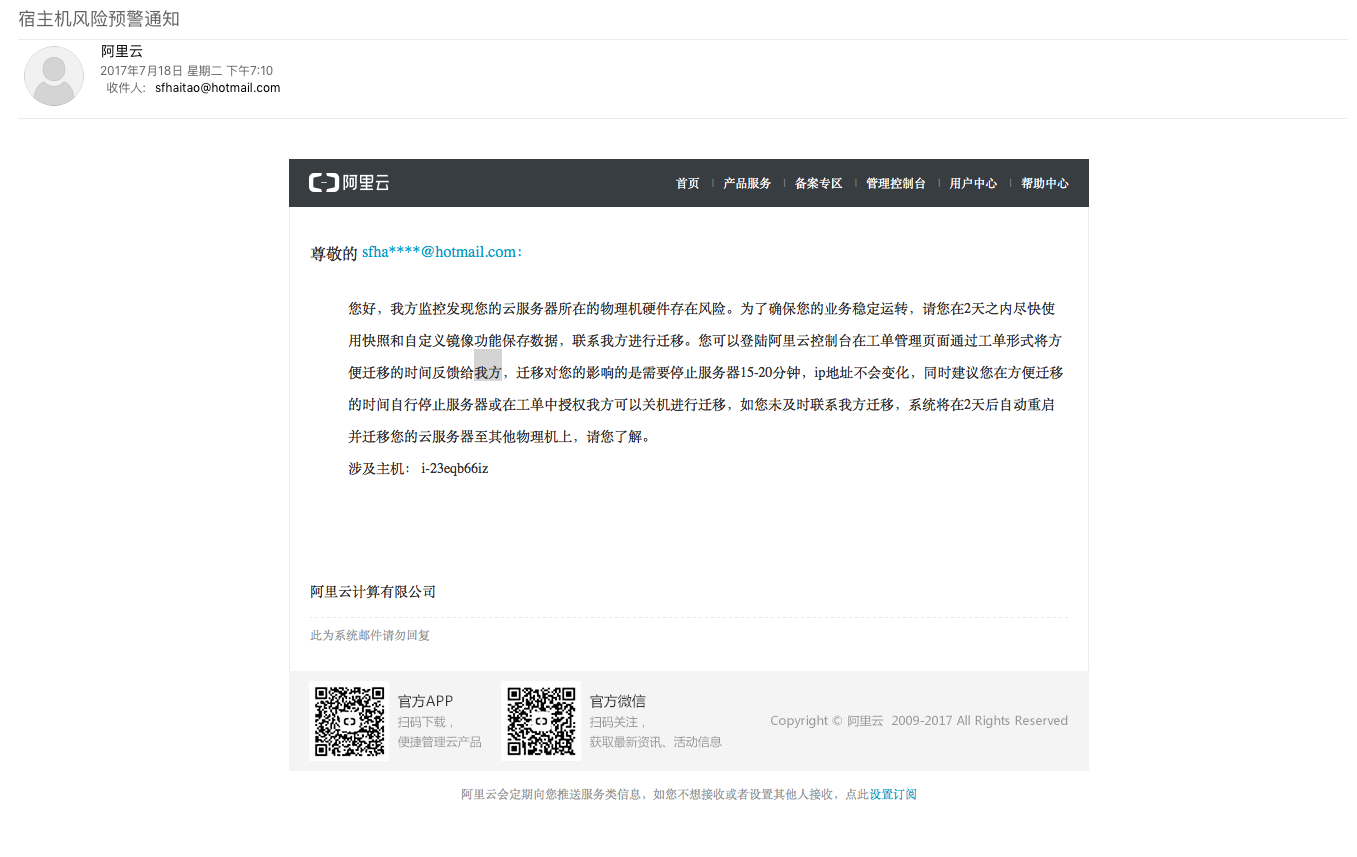 宿主机风险预警通知
阿里云
2017年7月18日 星期二 下午7:10
收件人： sfhaitao@hotmail.com
阿里云
首页 | 产品服务 | 备案专区 | 管理控制台 | 用户中心 | 帮助中心
尊敬的 sfha****@hotmail.com：
您好，我方监控发现您的云服务器所在的物理机硬件存在风险。为了确保您的业务稳定运转，请您在2天之内尽快使
用快照和自定义镜像功能保存数据，联系我方进行迁移。您可以登陆阿里云控制台在工单管理页面通过工单形式将方
便迁移的时间反馈给我方，迁移对您的影响的是需要停止服务器15-20分钟，ip地址不会变化，同时建议您在方便迁移
的时间自行停止服务器或在工单中授权我方可以关机进行迁移，如您未及时联系我方迁移，系统将在2天后自动重启
并迁移您的云服务器至其他物理机上，请您了解。
涉及主机： i-23eqb66iz
阿里云计算有限公司
此为系统邮件请勿回复
官方APP
扫码下载，
便捷管理云产品
官方微信
扫码关注，
获取最新资讯、活动信息
Copyright © 阿里云 2009-2017 All Rights Reserved
阿里云会定期向您推送服务类信息，如您不想接收或者设置其他人接收，点此设置订阅